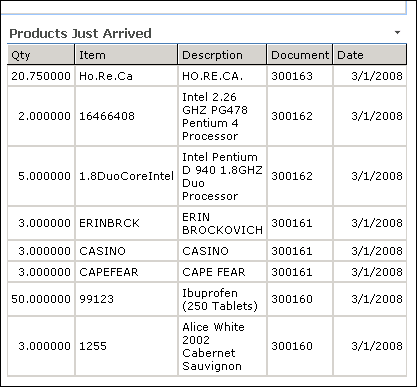 Products Just Arrived
Qty Item Descrption Document Date
20.750000 Ho.Re.Ca HO.RE.CA. 300163 3/1/2008
2.000000 16466408 Intel 2.26 GHZ PG478 Pentium 4 Processor 300162 3/1/2008
5.000000 1.8DuoCoreIntel Intel Pentium D 940 1.8GHZ Duo Processor 300162 3/1/2008
3.000000 ERINBRCK ERIN BROCKOVICH 300161 3/1/2008
3.000000 CASINO CASINO 300161 3/1/2008
3.000000 CAPEFEAR CAPE FEAR 300161 3/1/2008
50.000000 99123 Ibuprofen (250 Tablets) 300160 3/1/2008
3.000000 1255 Alice White 2002 Cabernet Sauvignon 300160 3/1/2008